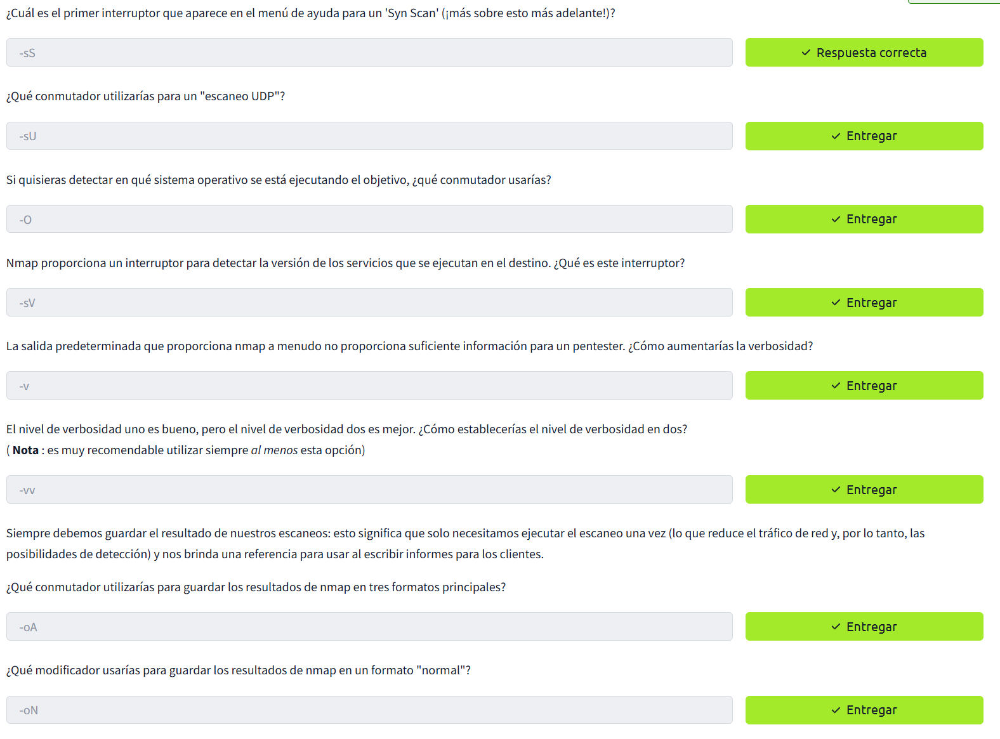 ¿Cuál es el primer interruptor que aparece en el menú de ayuda para un 'Syn Scan' (¡más sobre esto más adelante!)?
-sS
Respuesta correcta
¿Qué conmutador utilizarías para un "escaneo UDP"?
-sU
Entregar
Si quisieras detectar en qué sistema operativo se está ejecutando el objetivo, ¿qué conmutador usarías?
-O
Entregar
Nmap proporciona un interruptor para detectar la versión de los servicios que se ejecutan en el destino. ¿Qué es este interruptor?
-sV
Entregar
La salida predeterminada que proporciona nmap a menudo no proporciona suficiente información para un pentester. ¿Cómo aumentarías la verbosidad?
-v
Entregar
El nivel de verbosidad uno es bueno, pero el nivel de verbosidad dos es mejor. ¿Cómo establecerías el nivel de verbosidad en dos?
( Nota : es muy recomendable utilizar siempre al menos esta opción)
-vv
Entregar
Siempre debemos guardar el resultado de nuestros escaneos: esto significa que solo necesitamos ejecutar el escaneo una vez (lo que reduce el tráfico de red y, por lo tanto, las
posibilidades de detección) y nos brinda una referencia para usar al escribir informes para los clientes.
¿Qué conmutador utilizarías para guardar los resultados de nmap en tres formatos principales?
-oA
Entregar
¿Qué modificador usarías para guardar los resultados de nmap en un formato "normal"?
-oN
Entregar